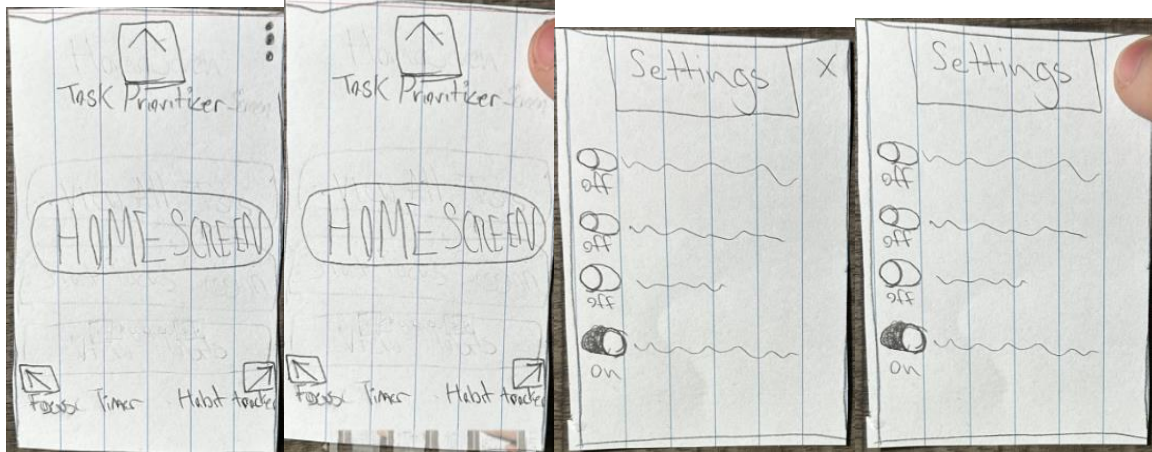 Task Prioritizer
HOME SCREEN
Focus Timer
Habit tracker
Task Prioritizer
HOME SCREEN
Focus Timer
Habit tracker
Settings X
off
off
off
on
Settings
off
off
off
on